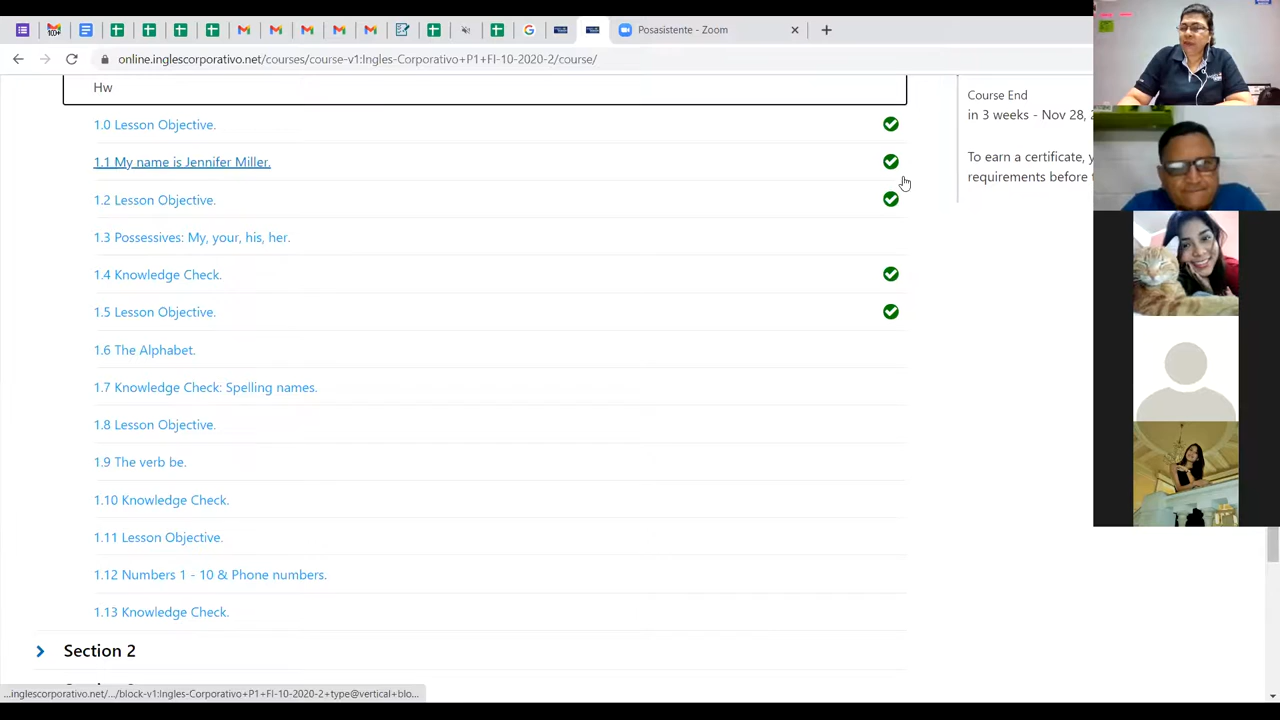 Posasistente - Zoom
online.inglescorporativo.net/courses/course-v1:Ingles-Corporativo+P1+FI-10-2020-2/course/
Hw
1.0 Lesson Objective.
1.1 My name is Jennifer Miller.
1.2 Lesson Objective.
1.3 Possessives: My, your, his, her.
1.4 Knowledge Check.
1.5 Lesson Objective.
1.6 The Alphabet.
1.7 Knowledge Check: Spelling names.
1.8 Lesson Objective.
1.9 The verb be.
1.10 Knowledge Check.
1.11 Lesson Objective.
1.12 Numbers 1 - 10 & Phone numbers.
1.13 Knowledge Check.
Section 2
Course End
in 3 weeks - Nov 28, 2
To earn a certificate, y
requirements before t
...inglescorporativo.net/.../block-v1:Ingles-Corporativo+P1+FI-10-2020-2+type@vertical+blo...